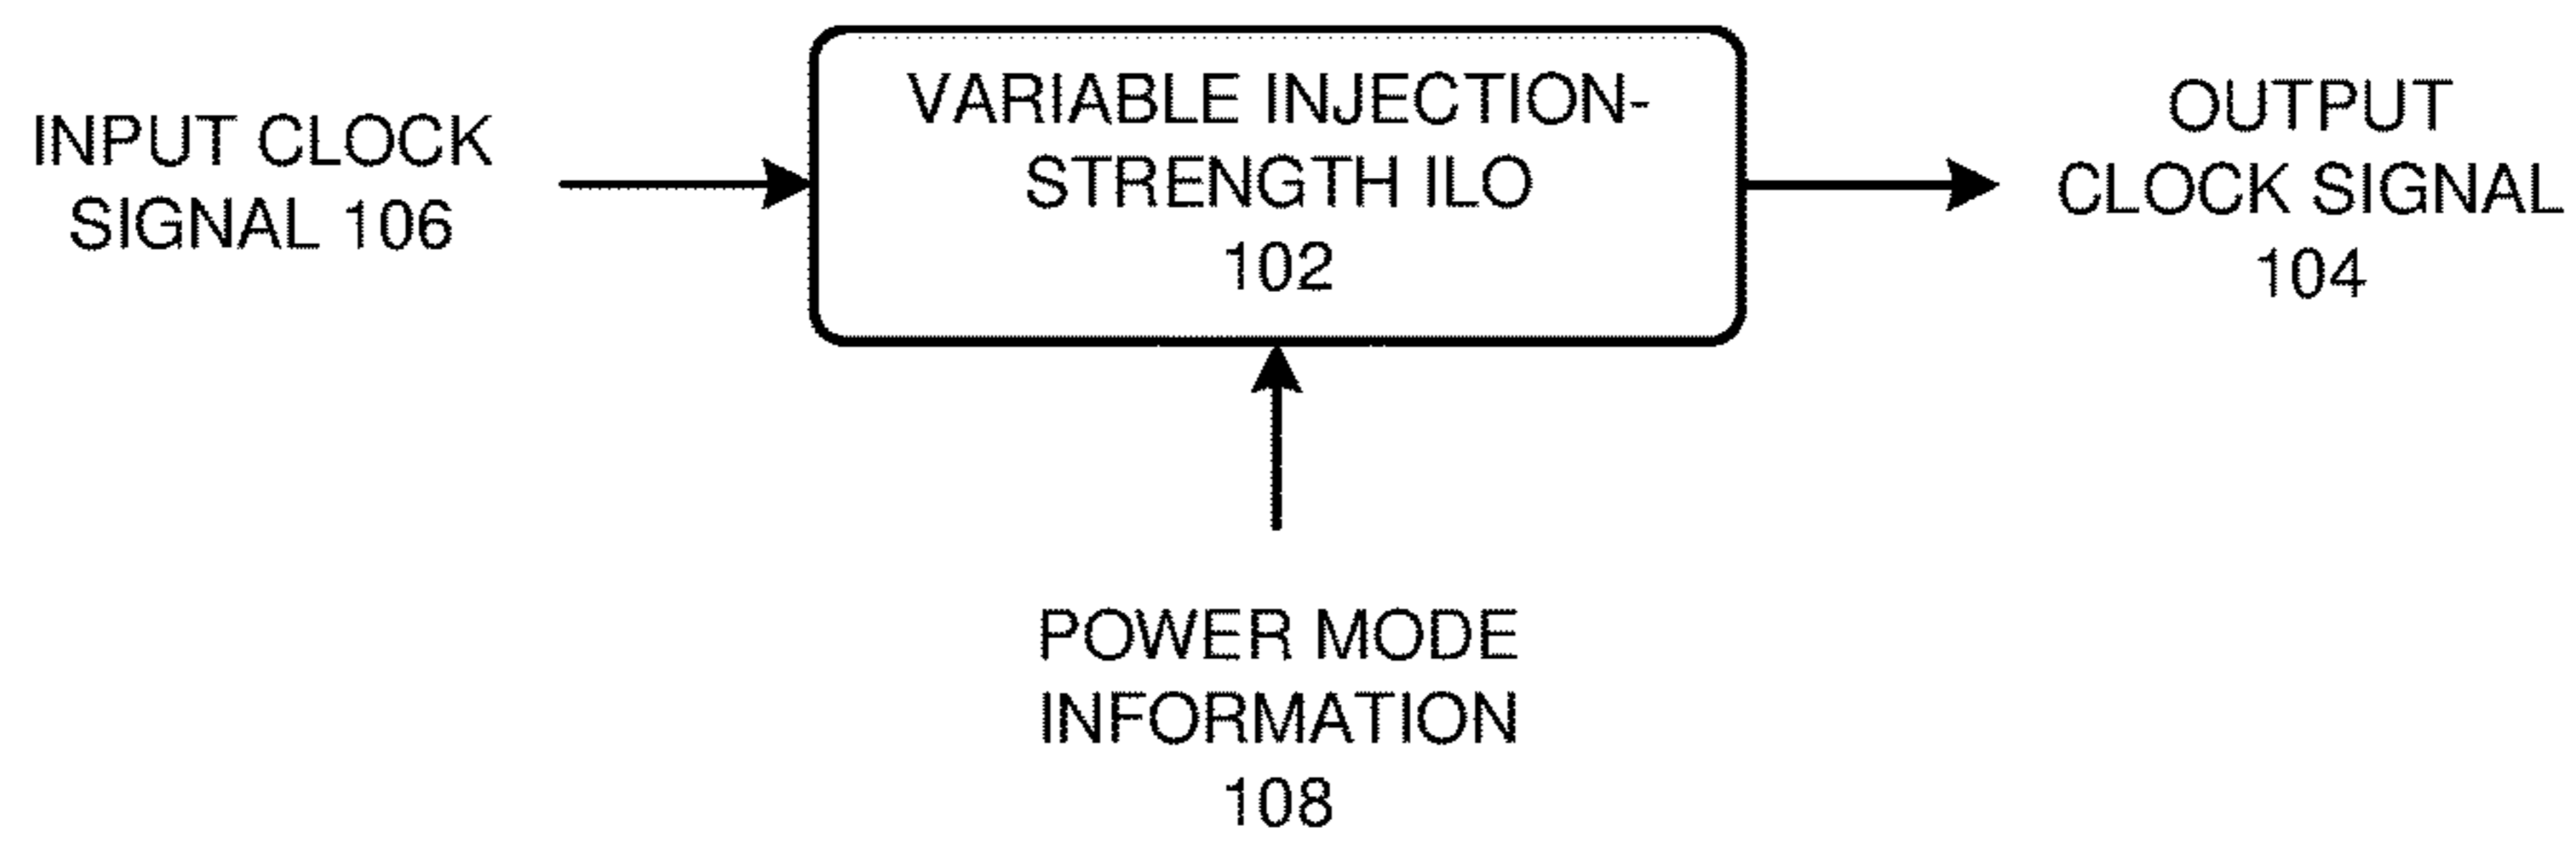 INPUT CLOCK
SIGNAL 106
VARIABLE INJECTION-
STRENGTH ILO
102
OUTPUT
CLOCK SIGNAL
104
POWER MODE
INFORMATION
108